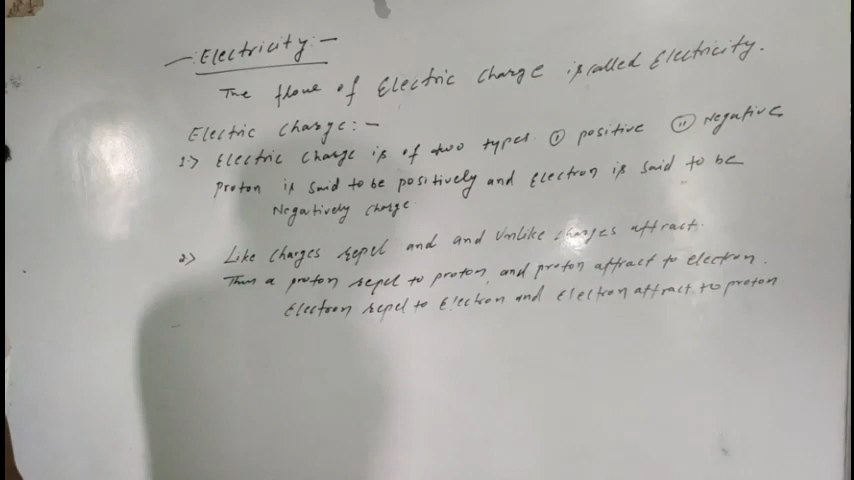 Electricity:-
The flow of Electric Charge is called Electricity.
Electric Charge:-
1:> Electric Charge is of two types. (i) positive (ii) Negative.
proton is said to be positively and Electron is said to be
Negatively Charge.
2> Like Charges repel and and Unlike charges attract.
Thus a proton repel to proton, and proton attract to electron.
Electron repel to Electron and Electron attract to proton